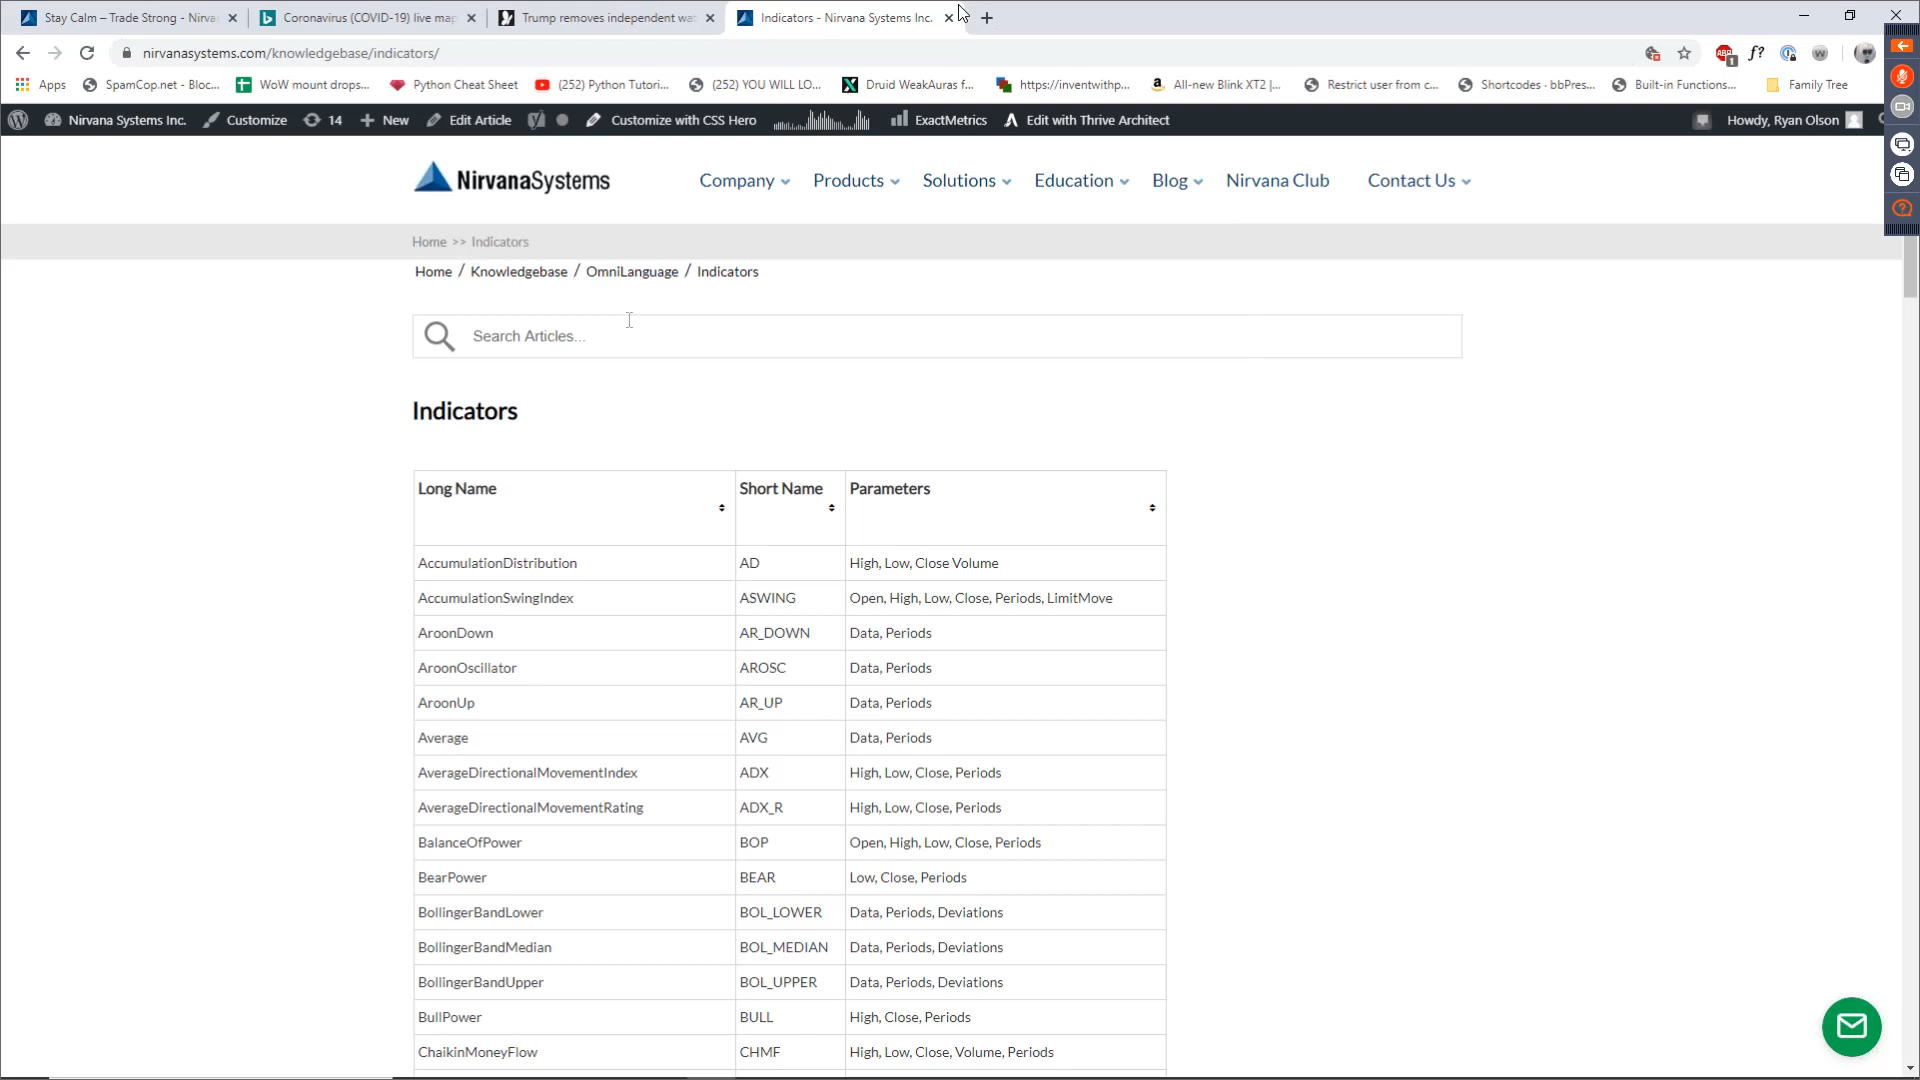 Stay Calm – Trade Strong - Nirva
Coronavirus (COVID-19) live map
Trump removes independent wat
Indicators - Nirvana Systems Inc.
nirvanasystems.com/knowledgebase/indicators/
ABP
1
f?
W
Apps
SpamCop.net - Bloc...
WoW mount drops...
Python Cheat Sheet
(252) Python Tutori...
(252) YOU WILL LO...
Druid WeakAuras f...
https://inventwithp...
All-new Blink XT2 |...
Restrict user from c...
Shortcodes · bbPres...
Built-in Functions...
Family Tree
Nirvana Systems Inc.
Customize
14
New
Edit Article
Customize with CSS Hero
ExactMetrics
Edit with Thrive Architect
Howdy, Ryan Olson
NirvanaSystems
Company
Products
Solutions
Education
Blog
Nirvana Club
Contact Us
Home >> Indicators
Home / Knowledgebase / OmniLanguage / Indicators
Search Articles...
Indicators
Long Name Short Name Parameters
AccumulationDistribution AD High, Low, Close Volume
AccumulationSwingIndex ASWING Open, High, Low, Close, Periods, LimitMove
AroonDown AR_DOWN Data, Periods
AroonOscillator AROSC Data, Periods
AroonUp AR_UP Data, Periods
Average AVG Data, Periods
AverageDirectionalMovementIndex ADX High, Low, Close, Periods
AverageDirectionalMovementRating ADX_R High, Low, Close, Periods
BalanceOfPower BOP Open, High, Low, Close, Periods
BearPower BEAR Low, Close, Periods
BollingerBandLower BOL_LOWER Data, Periods, Deviations
BollingerBandMedian BOL_MEDIAN Data, Periods, Deviations
BollingerBandUpper BOL_UPPER Data, Periods, Deviations
BullPower BULL High, Close, Periods
ChaikinMoneyFlow CHMF High, Low, Close, Volume, Periods